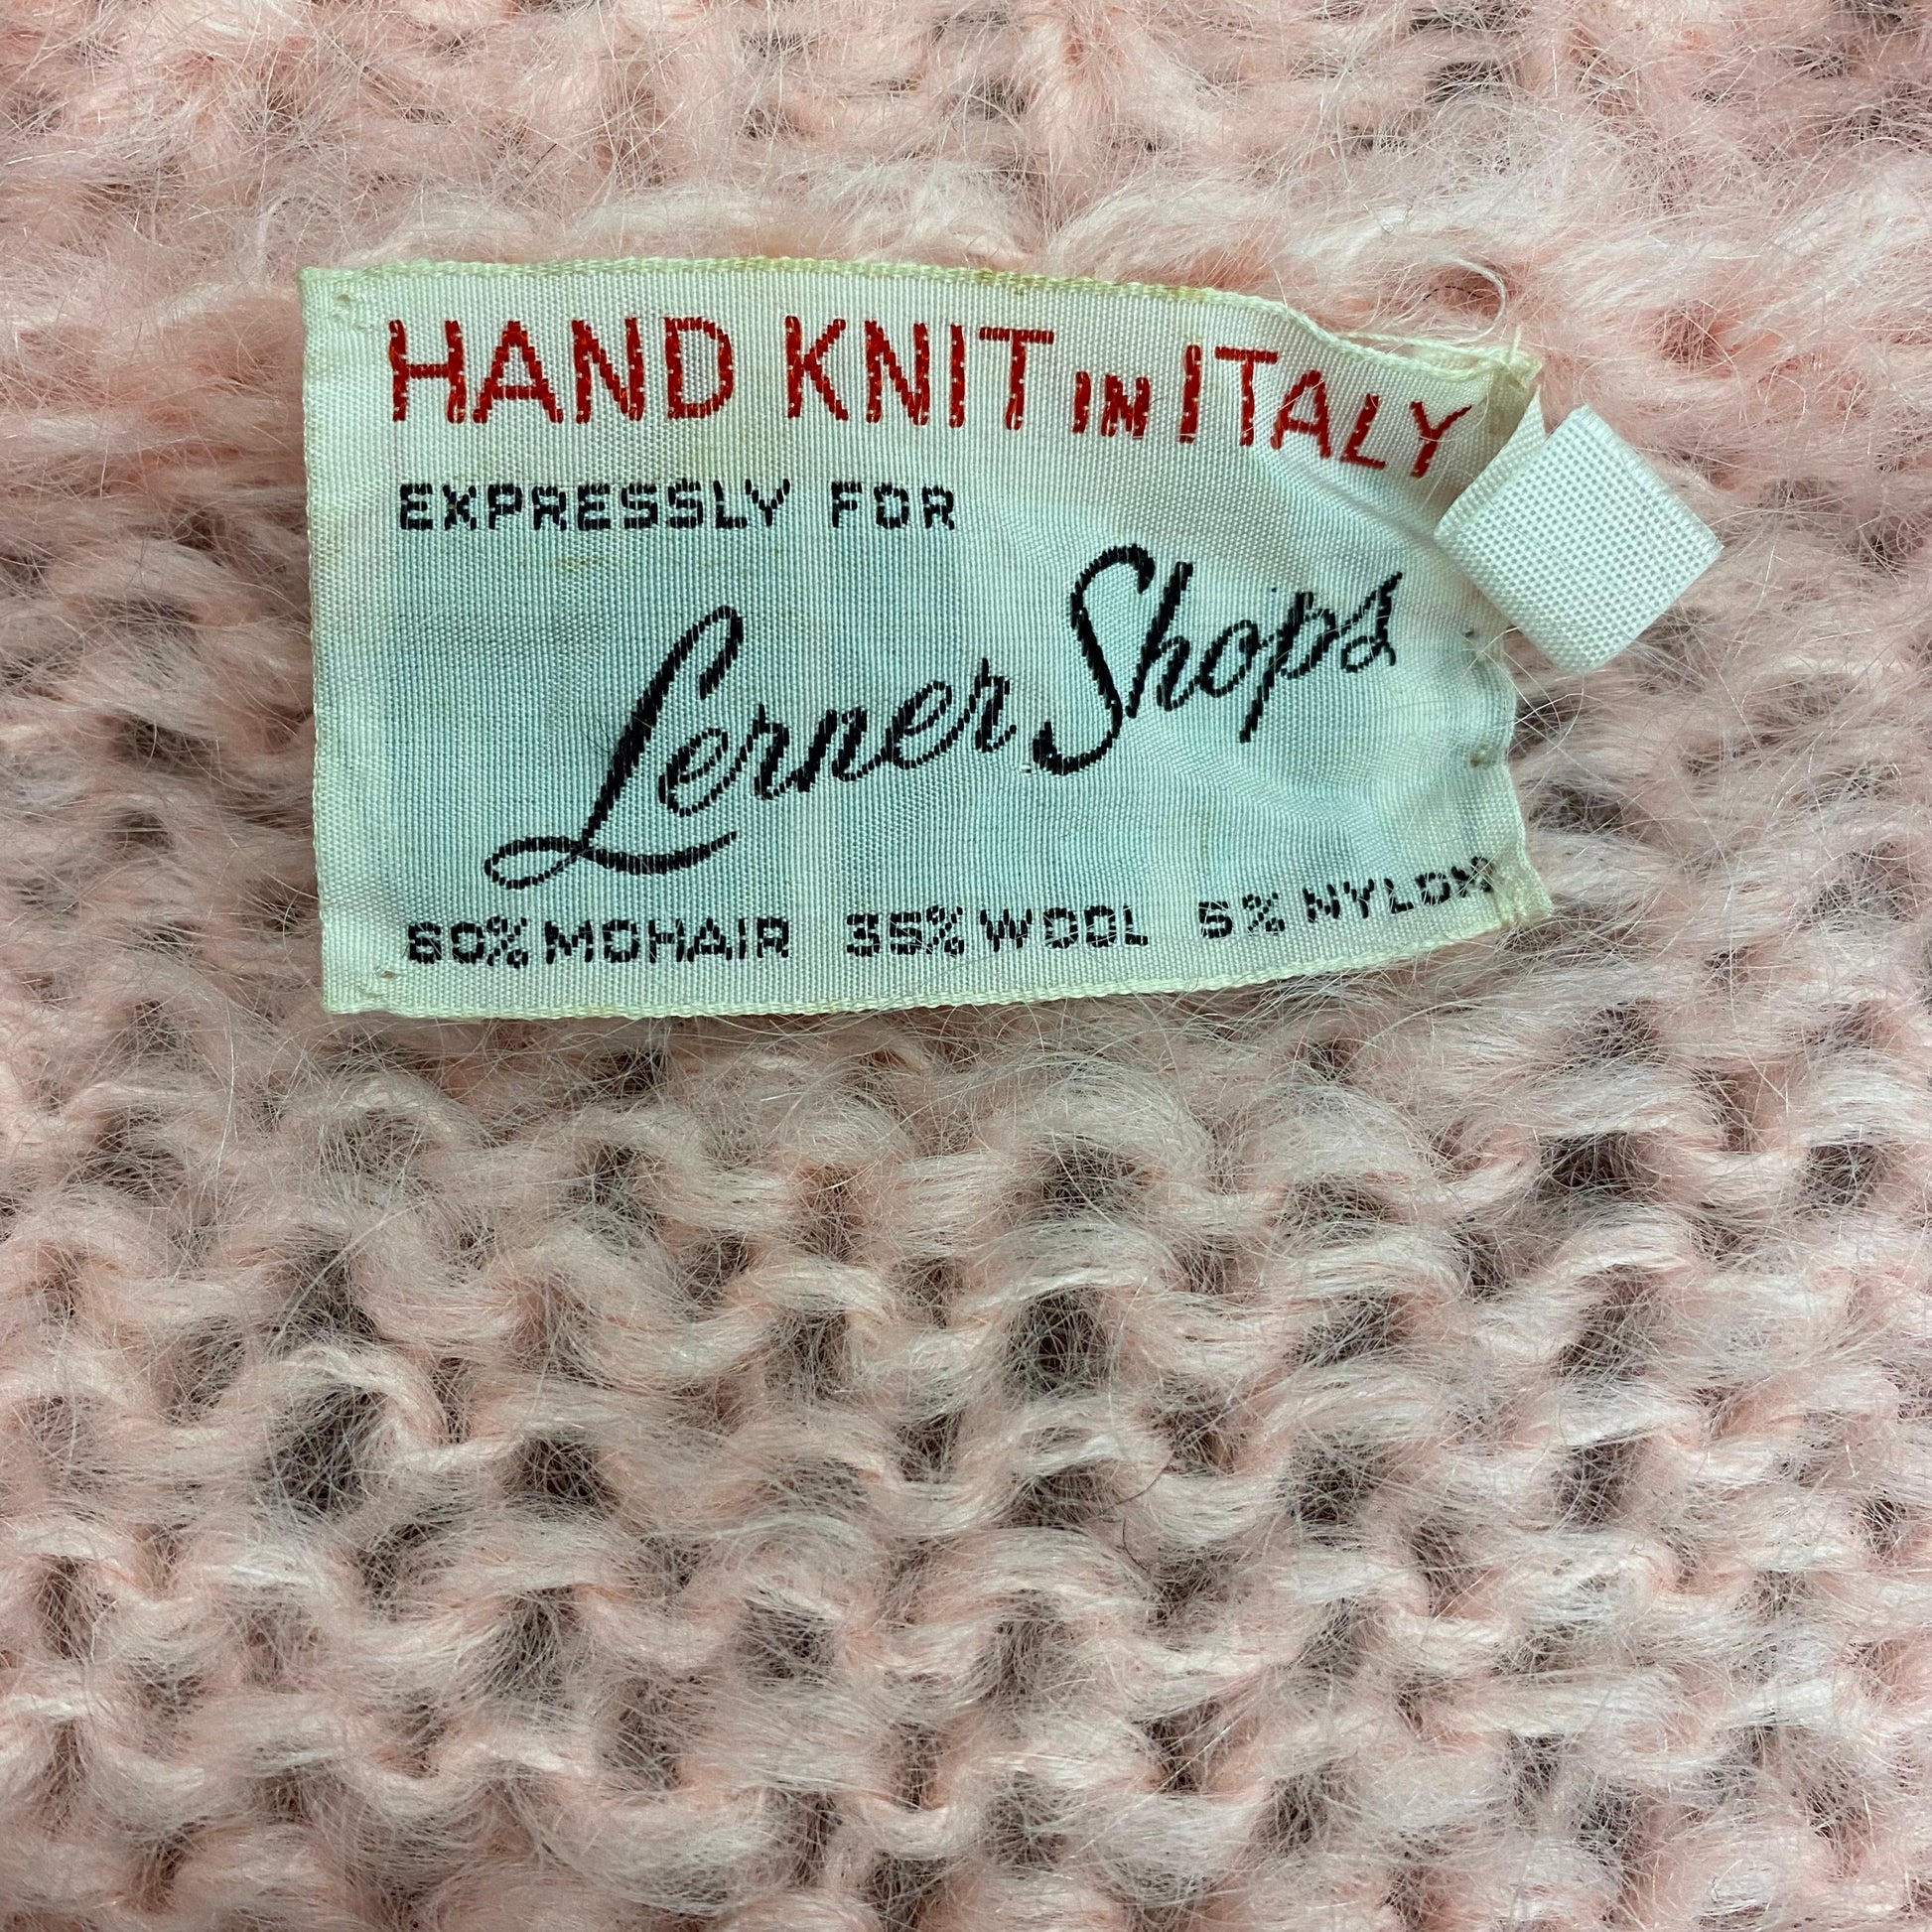 HAND KNIT IN ITALY
EXPRESSLY FOR
Lerner Shops
60% MOHAIR 35% WOOL 5% NYLON